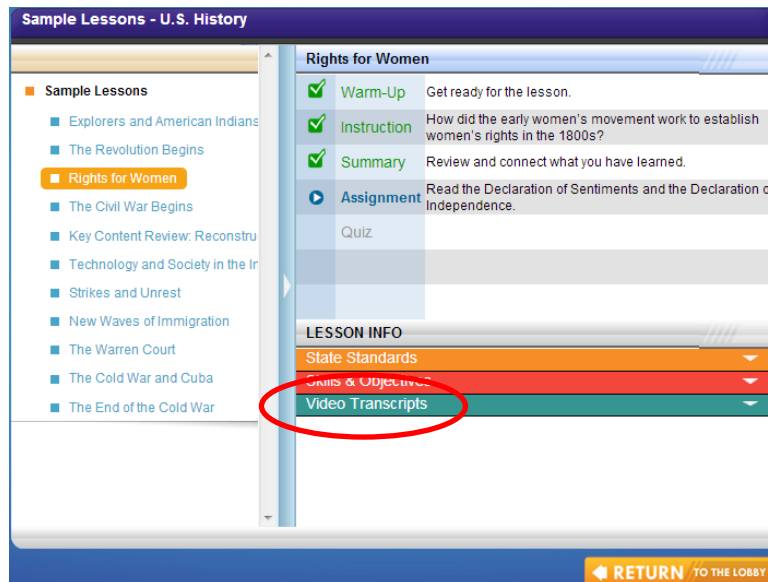 Sample Lessons - U.S. History
Sample Lessons
Explorers and American Indians
The Revolution Begins
Rights for Women
The Civil War Begins
Key Content Review: Reconstru
Technology and Society in the In
Strikes and Unrest
New Waves of Immigration
The Warren Court
The Cold War and Cuba
The End of the Cold War
Rights for Women
Warm-Up Get ready for the lesson.
Instruction How did the early women's movement work to establish
women's rights in the 1800s?
Summary Review and connect what you have learned.
Assignment Read the Declaration of Sentiments and the Declaration o
Independence.
Quiz
LESSON INFO
State Standards
Skills & Objectives
Video Transcripts
RETURN TO THE LOBBY